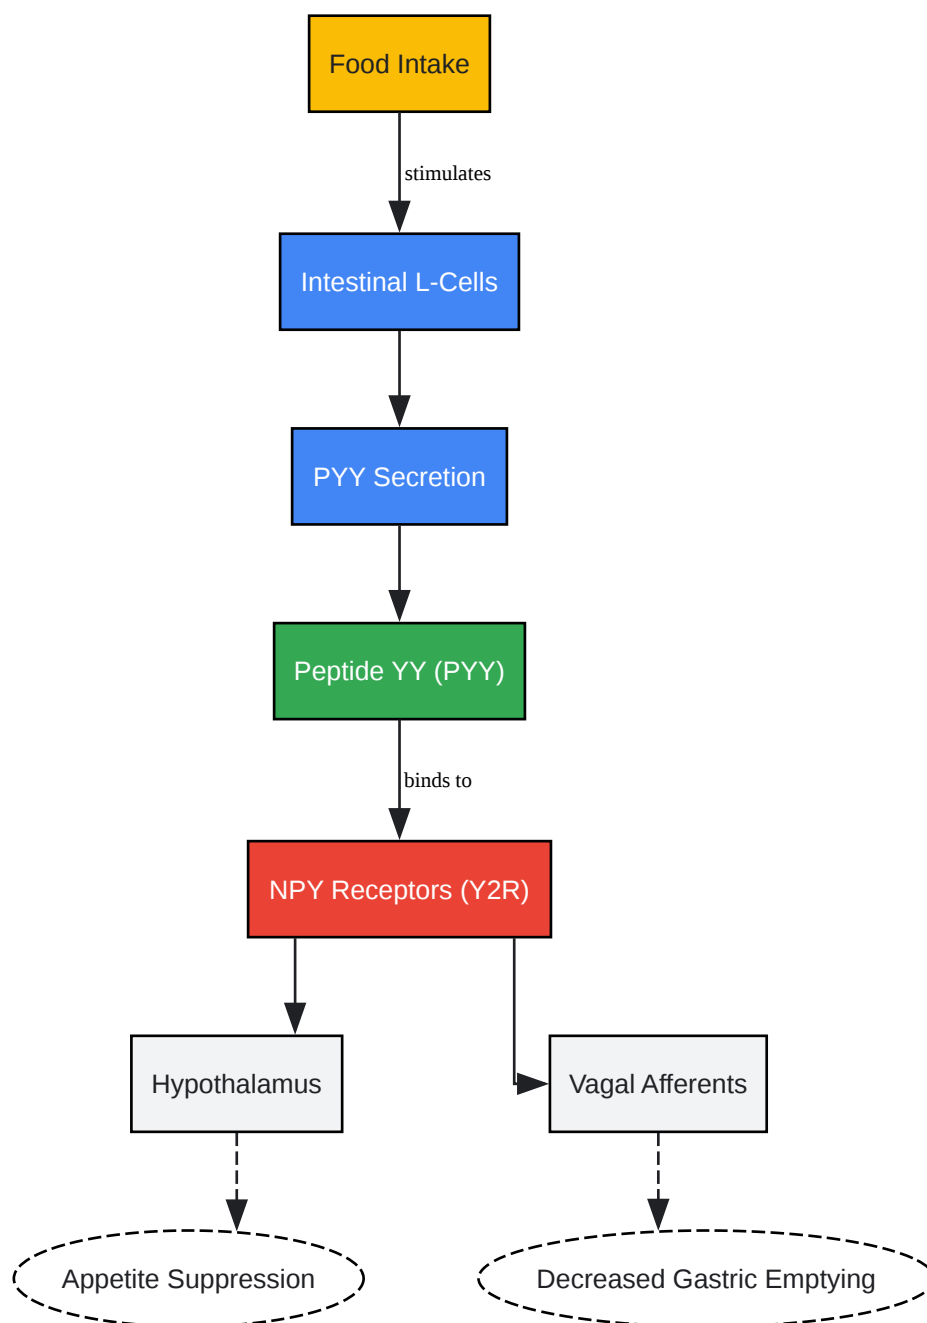 Food Intake
stimulates
Intestinal L-Cells
PYY Secretion
Peptide YY (PYY)
binds to
NPY Receptors (Y2R)
Hypothalamus
Vagal Afferents
Appetite Suppression
Decreased Gastric Emptying